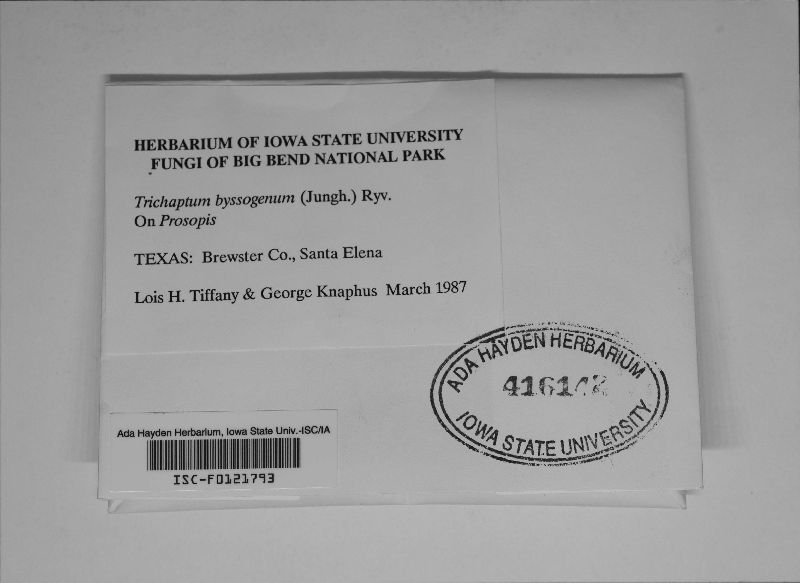 HERBARIUM OF IOWA STATE UNIVERSITY
FUNGI OF BIG BEND NATIONAL PARK
Trichaptum byssogenum (Jungh.) Ryv.
On Prosopis
TEXAS: Brewster Co., Santa Elena
Lois H. Tiffany & George Knaphus March 1987
ADA HAYDEN HERBARIUM
IOWA STATE UNIVERSITY
Ada Hayden Herbarium, Iowa State Univ.-ISC/IA
ISC-F0121793